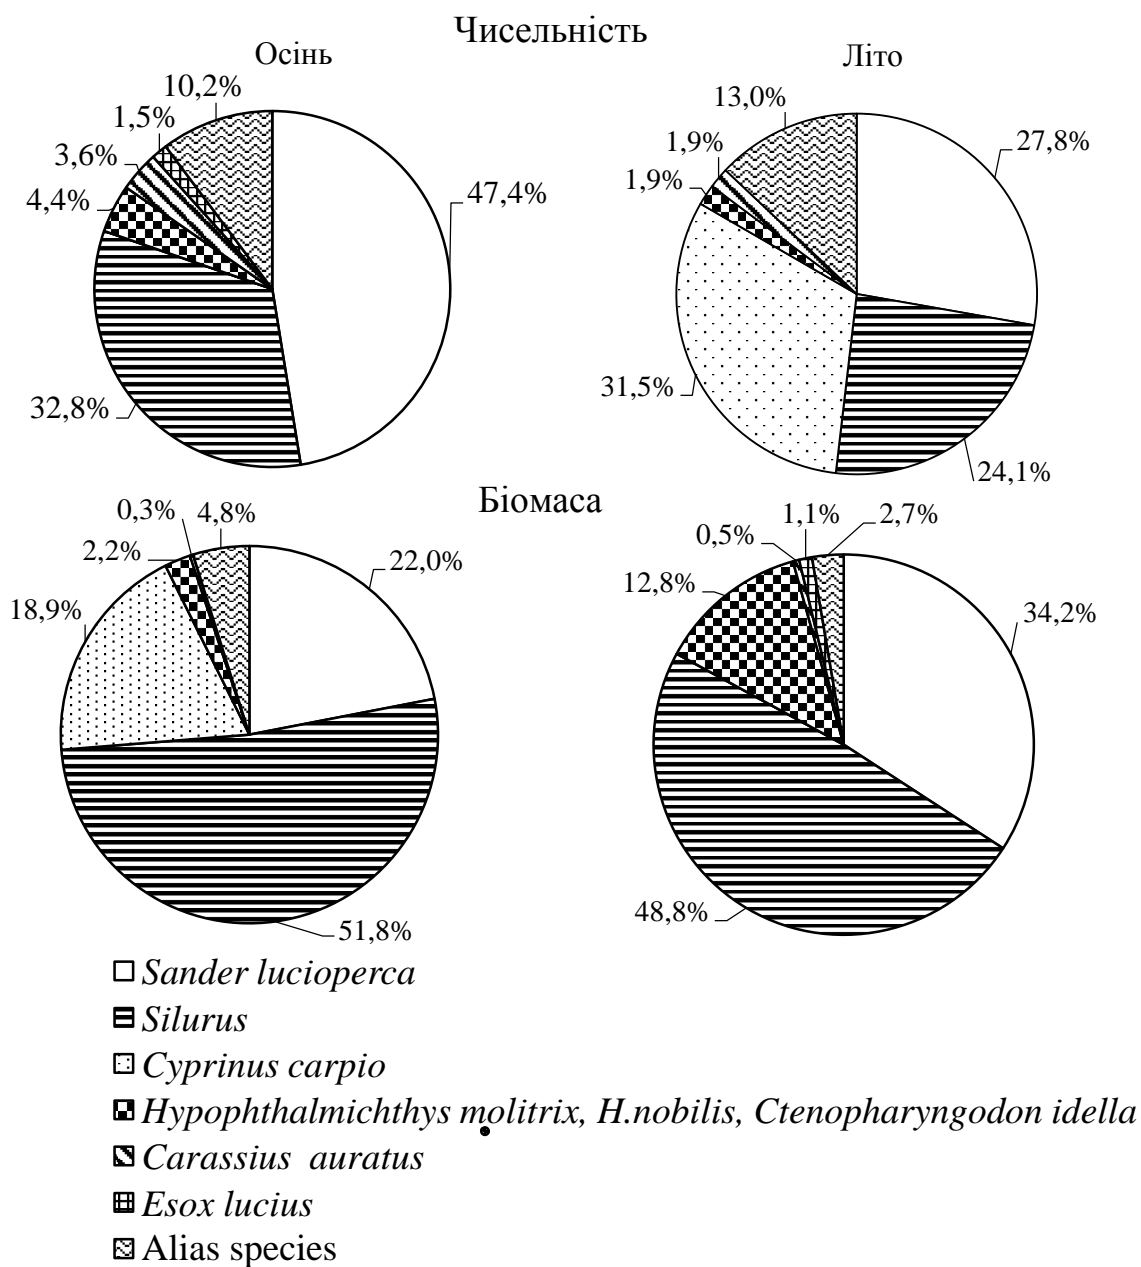 Чисельність
Осінь
Літо
10,2%
1,5%
3,6%
4,4%
47,4%
32,8%
13,0%
1,9%
1,9%
27,8%
31,5%
24,1%
Біомаса
0,3%
4,8%
2,2%
22,0%
18,9%
51,8%
1,1%
2,7%
0,5%
12,8%
34,2%
48,8%
Sander lucioperca
Silurus
Cyprinus carpio
Hypophthalmichthys molitrix, H.nobilis, Ctenopharyngodon idella
Carassius auratus
Esox lucius
Alias species